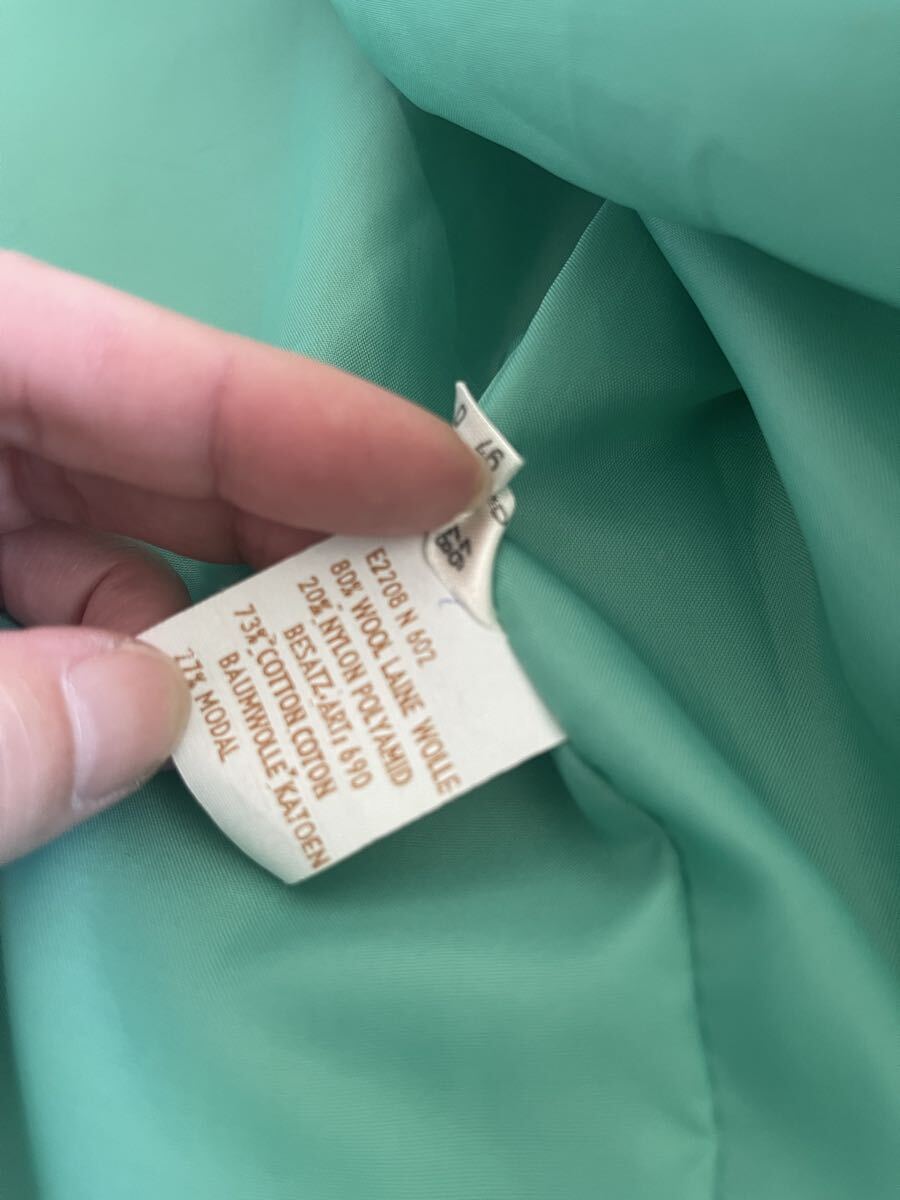 E2208 N 602
80% WOOL LAINE WOLLE
20% NYLON POLYAMID
BESATZ-ART: 690
73% COTTON COTON
BAUMWOLLE KATOEN
27% MODAL